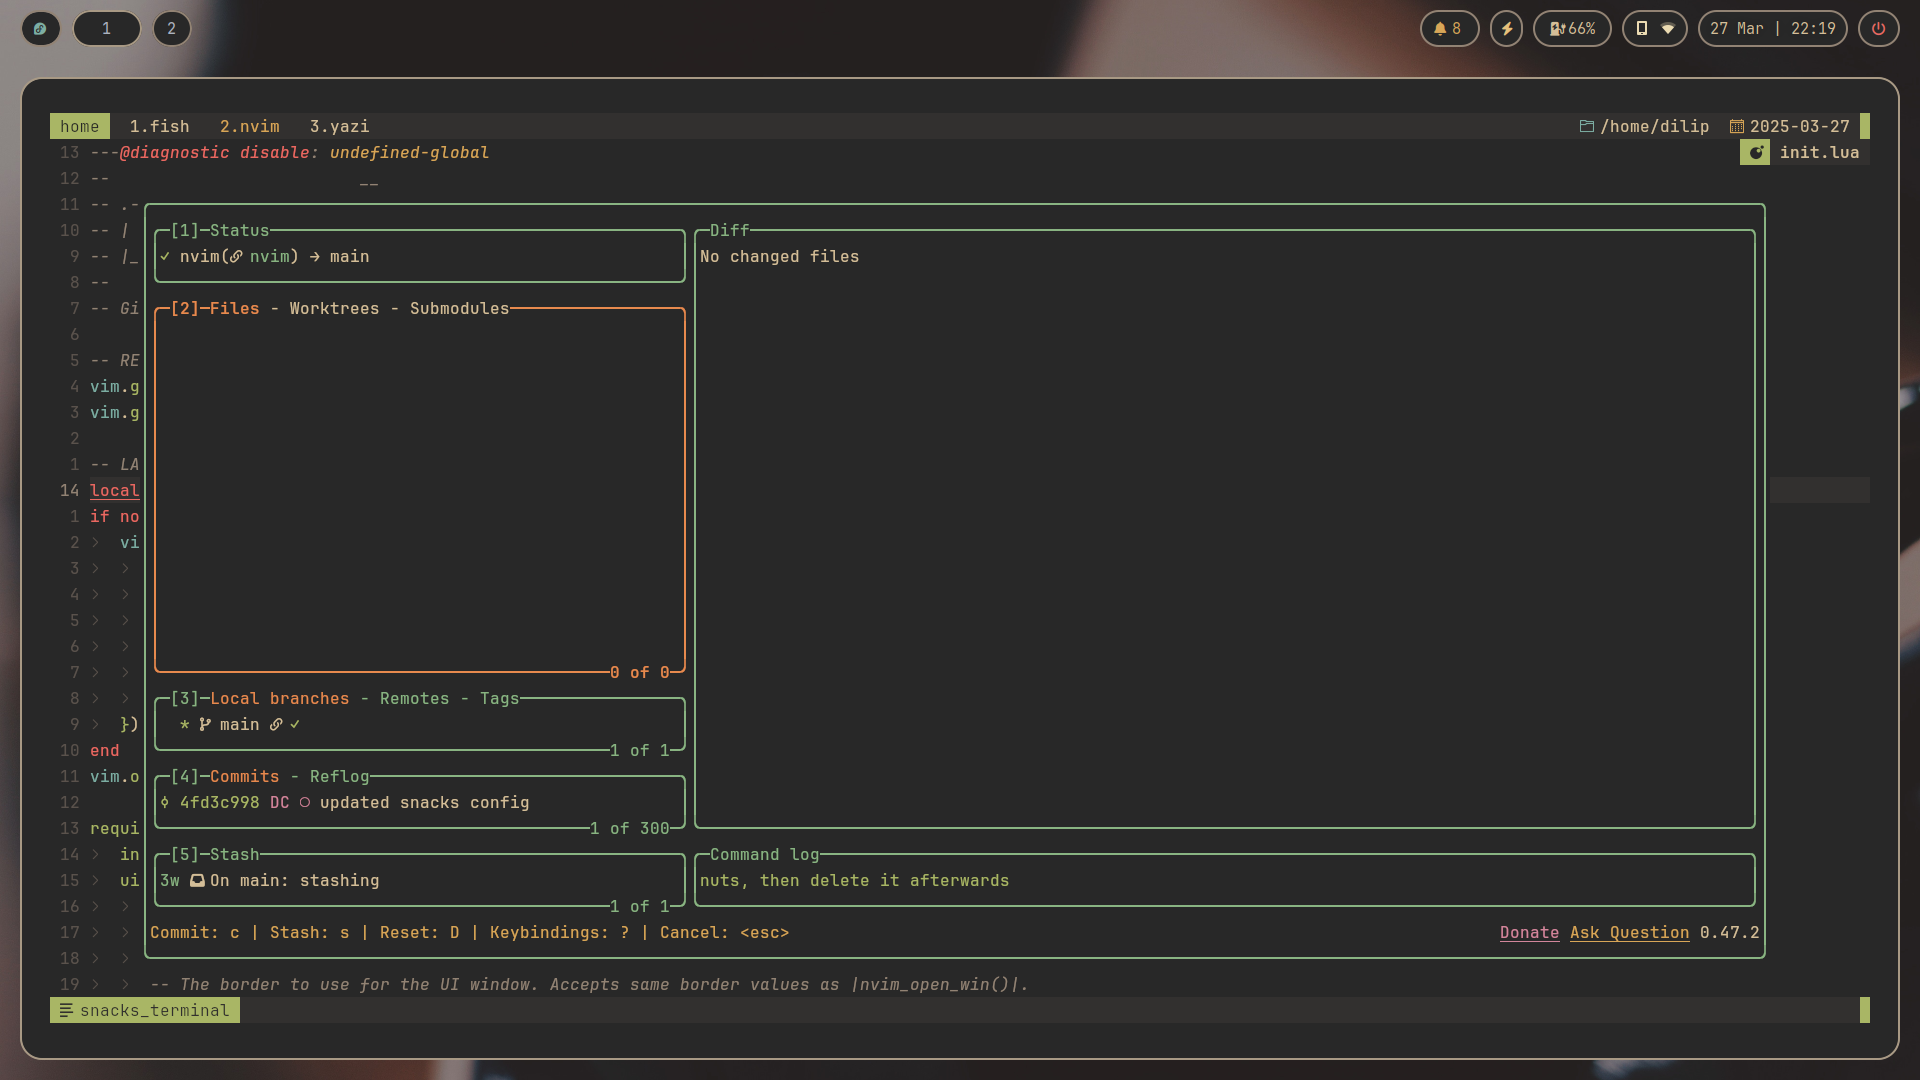 1 2 8 66% 27 Mar | 22:19
home 1.fish 2.nvim 3.yazi /home/dilip 2025-03-27
13 ---@diagnostic disable: undefined-global init.lua
12 -- __
11 -- .-
10 -- | [1]─Status Diff
9 -- |_ ✓ nvim( nvim) → main No changed files
8 --
7 -- Gi [2]─Files - Worktrees - Submodules
6
5 -- RE
4 vim.g
3 vim.g
2
1 -- LA
14 local
1 if no
2 > vi
3 > >
4 > >
5 > >
6 > >
7 > > 0 of 0
8 > > [3]─Local branches - Remotes - Tags
9 > }) * main ✓
10 end 1 of 1
11 vim.o [4]─Commits - Reflog
12 4fd3c998 DC ○ updated snacks config
13 requi 1 of 300
14 > in [5]─Stash Command log
15 > ui 3w On main: stashing nuts, then delete it afterwards
16 > > 1 of 1
17 > > Commit: c | Stash: s | Reset: D | Keybindings: ? | Cancel: <esc> Donate Ask Question 0.47.2
18 > >
19 > > -- The border to use for the UI window. Accepts same border values as |nvim_open_win()|.
snacks_terminal